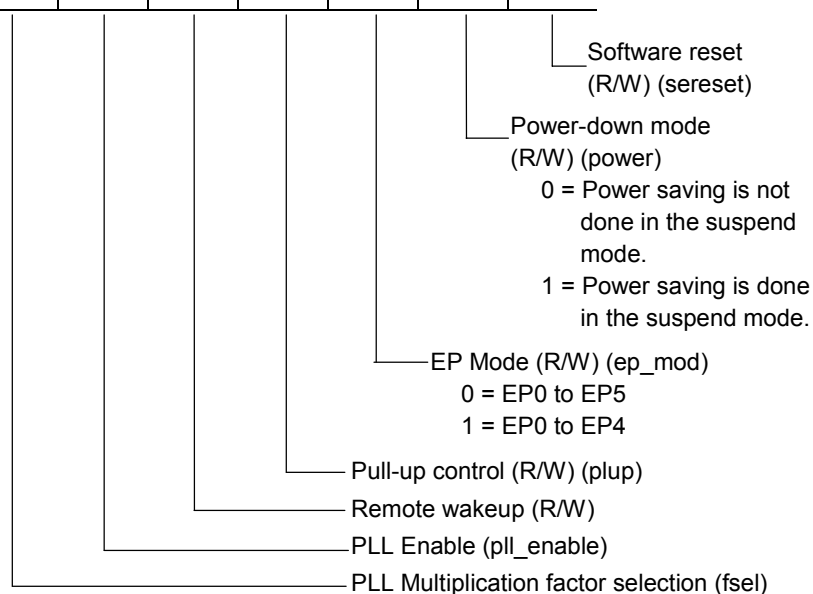 Software reset
(R/W) (sereset)
Power-down mode
(R/W) (power)
0 = Power saving is not
done in the suspend
mode.
1 = Power saving is done
in the suspend mode.
EP Mode (R/W) (ep_mod)
0 = EP0 to EP5
1 = EP0 to EP4
Pull-up control (R/W) (plup)
Remote wakeup (R/W)
PLL Enable (pll_enable)
PLL Multiplication factor selection (fsel)